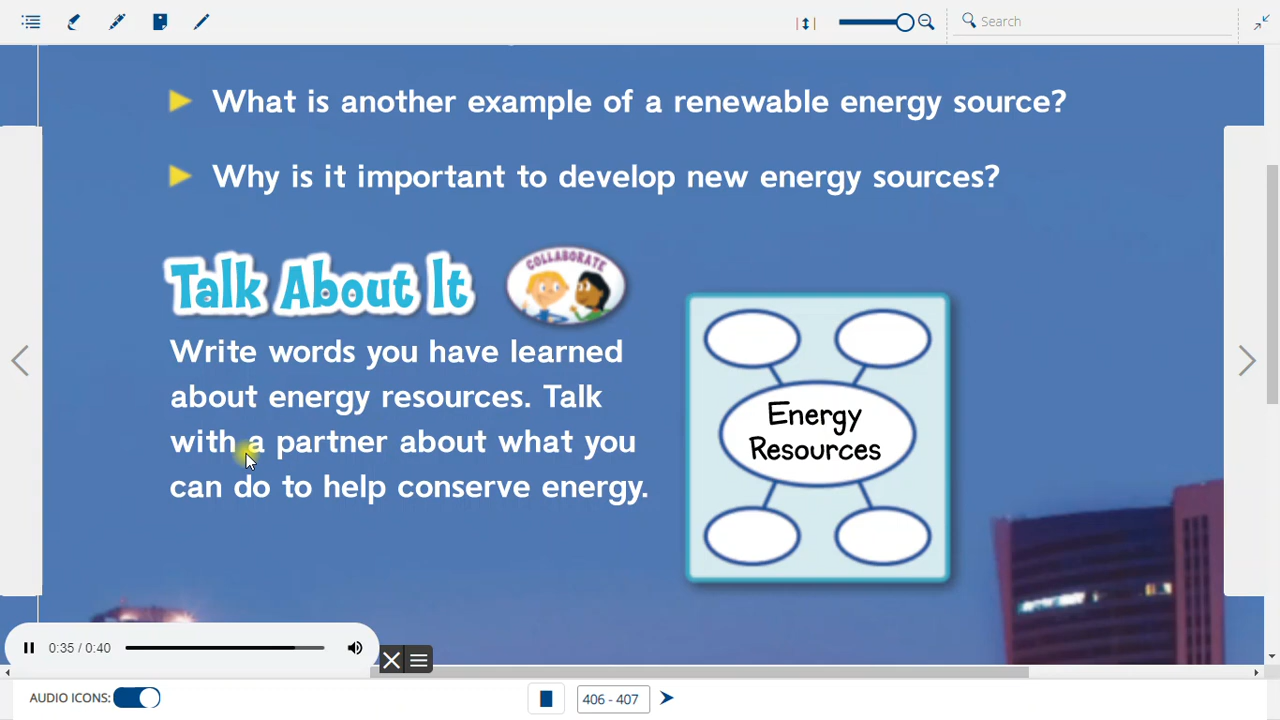 Search
What is another example of a renewable energy source?
Why is it important to develop new energy sources?
Talk About It
COLLABORATE
Write words you have learned
about energy resources. Talk
with a partner about what you
can do to help conserve energy.
Energy
Resources
0:35 / 0:40
AUDIO ICONS:
406 - 407